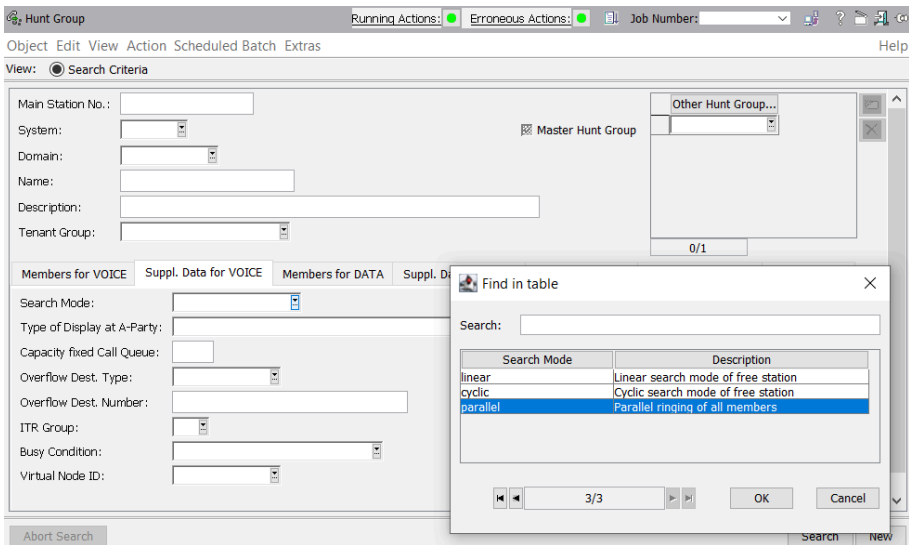 Hunt Group Running Actions: Erroneous Actions: Job Number:
Object Edit View Action Scheduled Batch Extras Help
View: Search Criteria
Main Station No.: Other Hunt Group...
System: Master Hunt Group
Domain:
Name:
Description:
Tenant Group:
0/1
Members for VOICE Suppl. Data for VOICE Members for DATA Suppl. D
Search Mode:
Type of Display at A-Party:
Capacity fixed Call Queue:
Overflow Dest. Type:
Overflow Dest. Number:
ITR Group:
Busy Condition:
Virtual Node ID:
Abort Search Search New
Find in table
Search:
Search Mode Description
linear Linear search mode of free station
cyclic Cyclic search mode of free station
parallel Parallel ringing of all members
3/3 OK Cancel